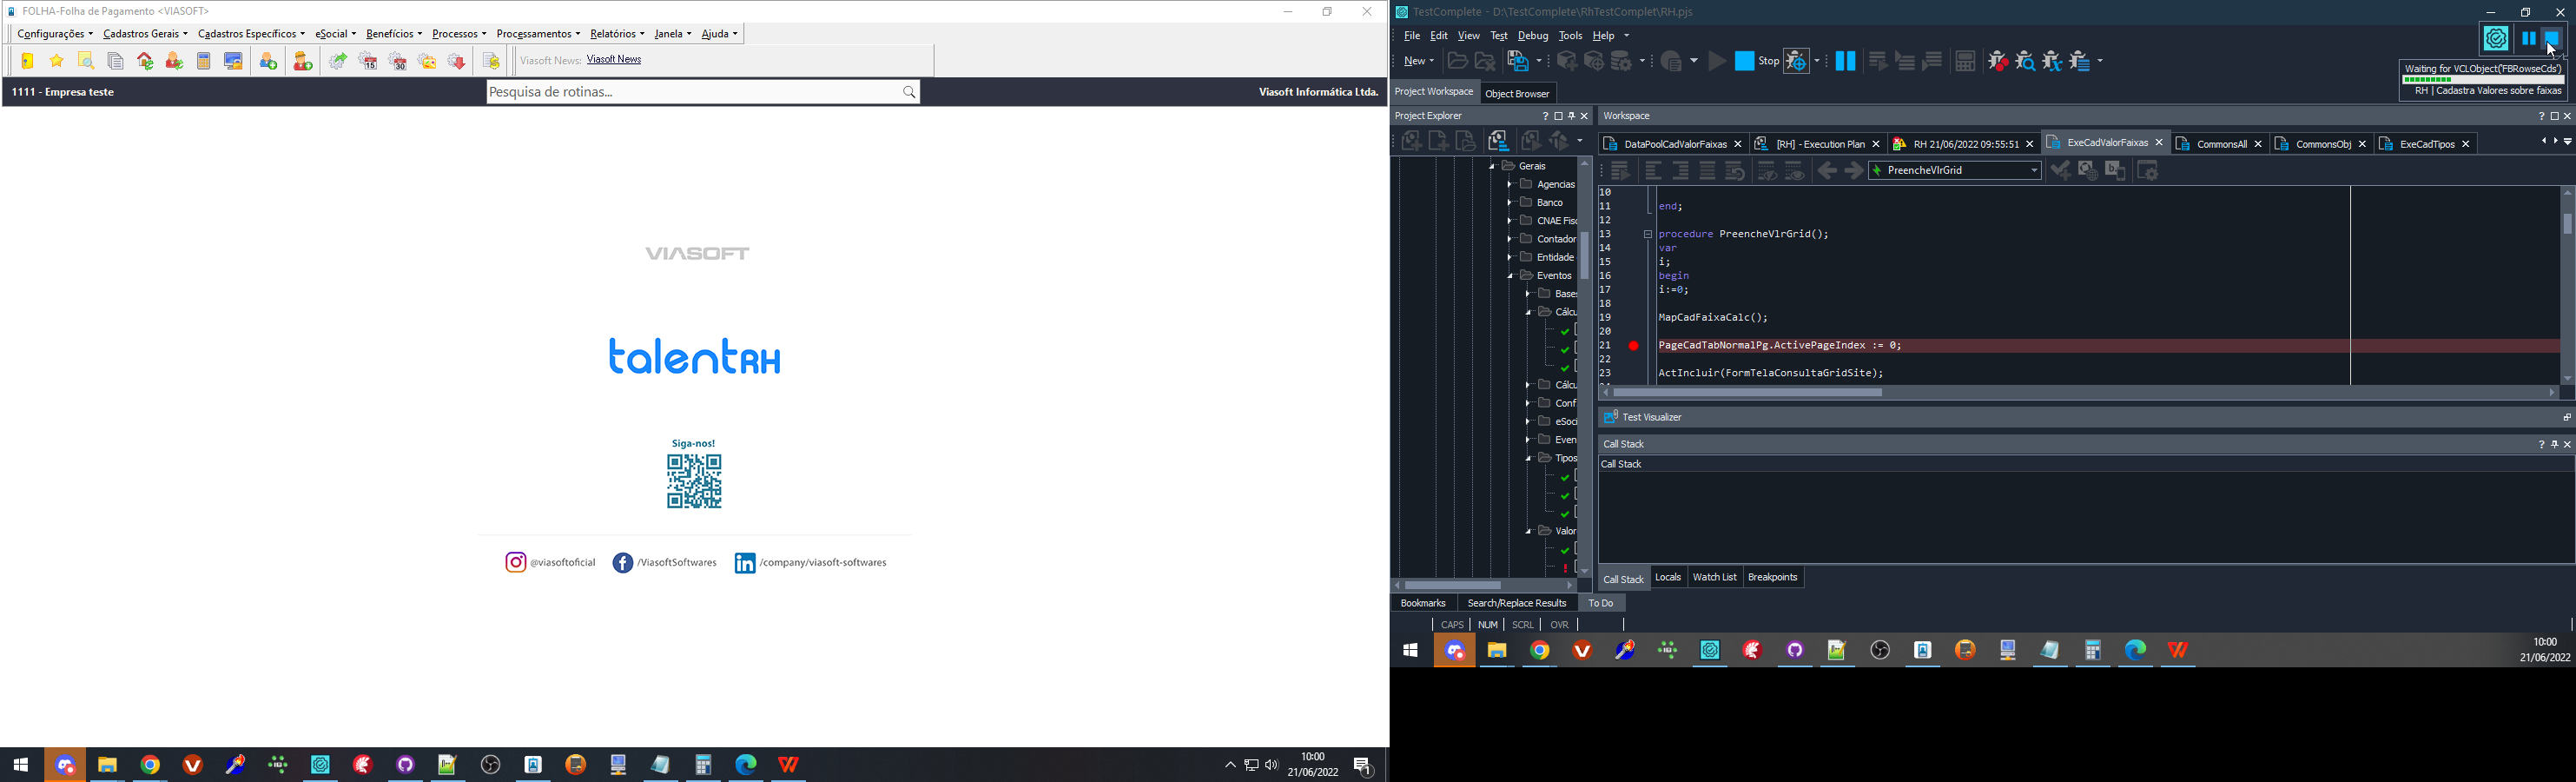 FOLHA-Folha de Pagamento <VIASOFT>
Configurações Cadastros Gerais Cadastros Específicos eSocial Benefícios Processos Processamentos Relatórios Janela Ajuda
15 30
Viasoft News: Viasoft News
1111 - Empresa teste
Pesquisa de rotinas...
Viasoft Informática Ltda.
VIASOFT
talentRH
Siga-nos!
@viasoftoficial /ViasoftSoftwares /company/viasoft-softwares
10:00
21/06/2022
1
TestComplete - D:\TestComplete\RhTestComplet\RH.pjs
File Edit View Test Debug Tools Help
New Stop
Waiting for VCLObject('FBRowseCds')
RH | Cadastra Valores sobre faixas
Project Workspace Object Browser
Project Explorer
Workspace
DataPoolCadValorFaixas [RH] - Execution Plan RH 21/06/2022 09:55:51 ExeCadValorFaixas CommonsAll CommonsObj ExeCadTipos
PreencheVlrGrid
Gerais
Agencias
Banco
CNAE Fisc
Contador
Entidade
Eventos
Bases
Cálcu
Cálcu
Conf
eSoci
Even
Tipos
Valor
10
11 end;
12
13 procedure PreencheVlrGrid();
14 var
15 i;
16 begin
17 i:=0;
18
19 MapCadFaixaCalc();
20
21 PageCadTabNormalPg.ActivePageIndex := 0;
22
23 ActIncluir(FormTelaConsultaGridSite);
Test Visualizer
Call Stack
Call Stack
Call Stack Locals Watch List Breakpoints
Bookmarks Search/Replace Results To Do
CAPS NUM SCRL OVR
10:00
21/06/2022